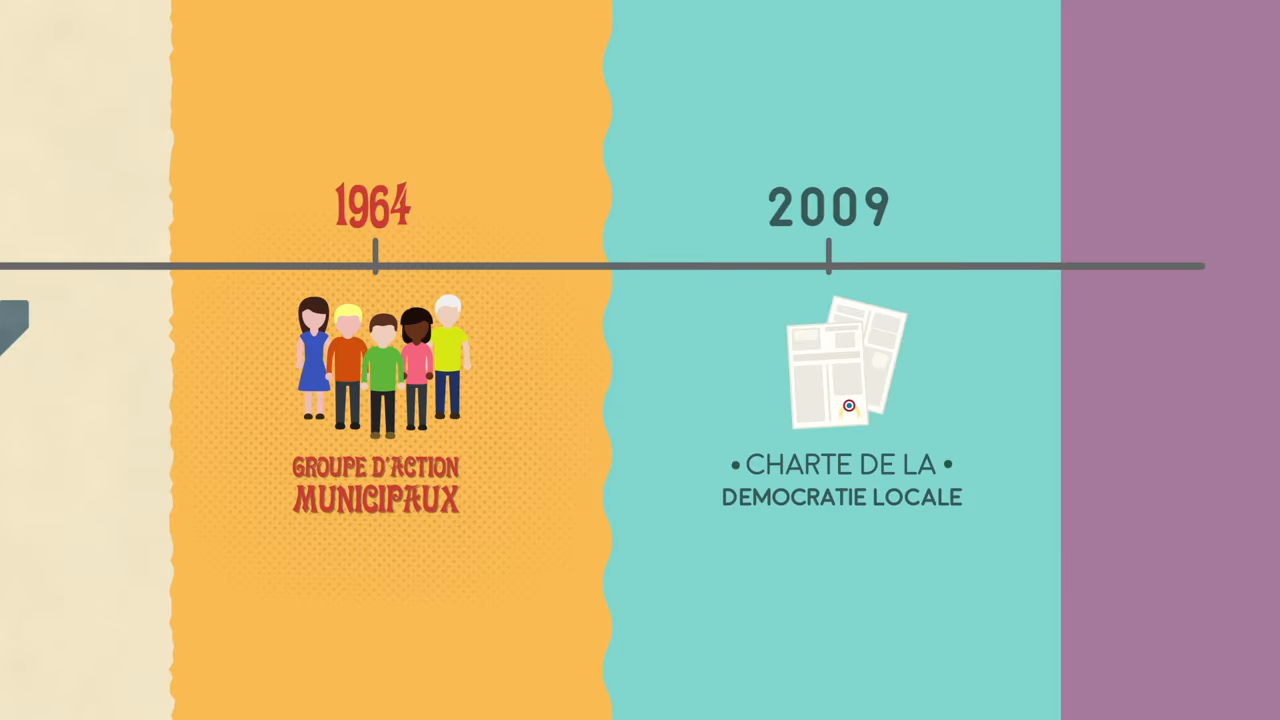 1964
GROUPE D'ACTION
MUNICIPAUX
2009
• CHARTE DE LA •
DEMOCRATIE LOCALE